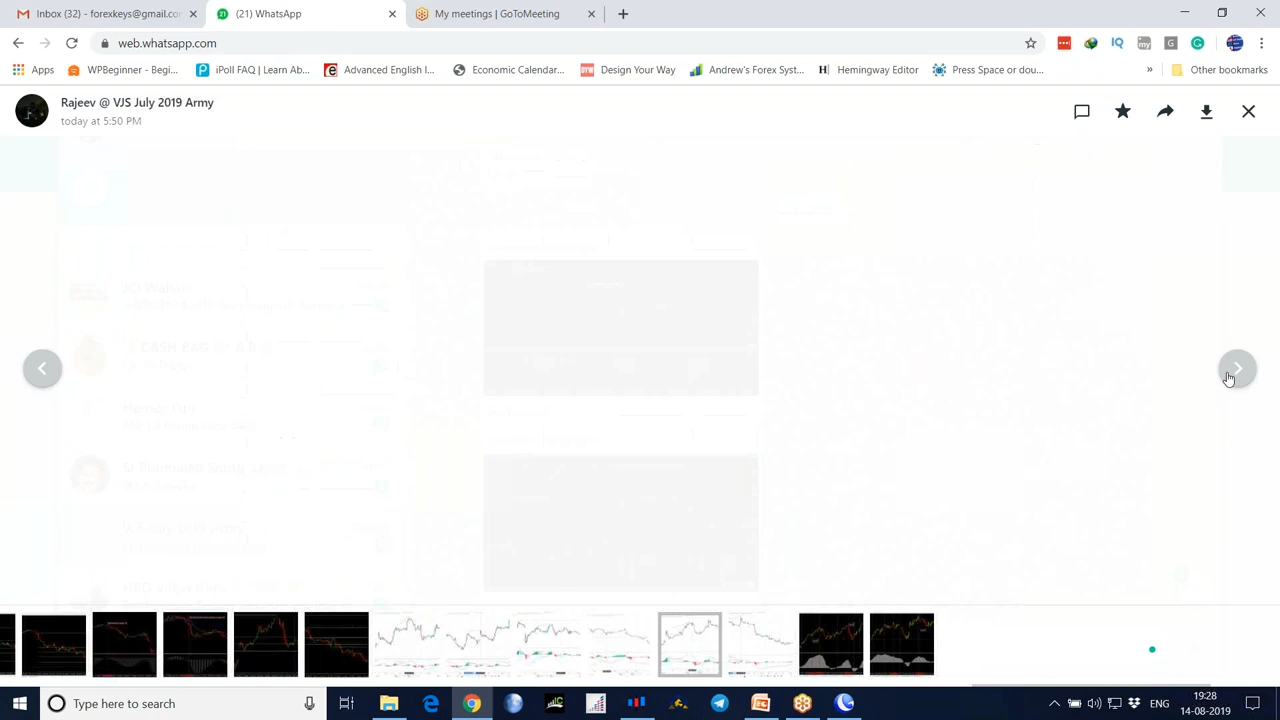 Inbox (32) - forexkeys@gmail.co
(21) WhatsApp
My meetings | GoToMeeting
web.whatsapp.com
Apps
WPBeginner - Begi...
iPoll FAQ | Learn Ab...
Advanced English I...
Economic Calendar...
Design Your Way
Andrew's Forex Syst...
Hemingway Editor
Press Space or dou...
»
Other bookmarks
Rajeev @ VJS July 2019 Army
today at 5:50 PM
Type here to search
ENG
19:28
14-08-2019